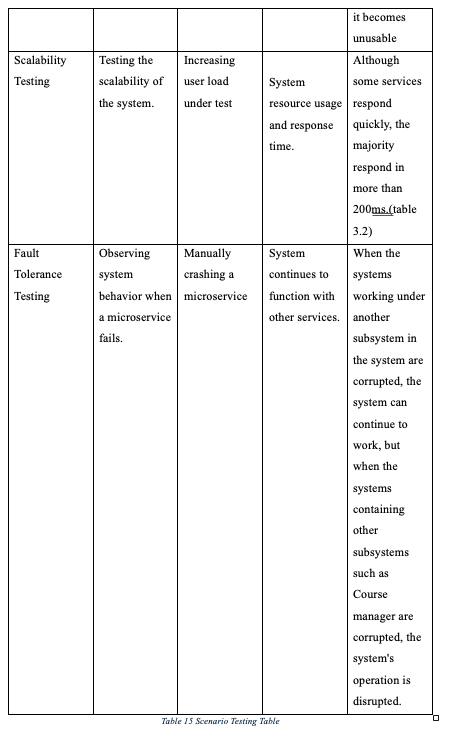 it becomes
unusable
Scalability
Testing
Testing the
scalability of
the system.
Increasing
user load
under test
System
resource usage
and response
time.
Although
some services
respond
quickly, the
majority
respond in
more than
200ms.(table
3.2)
Fault
Tolerance
Testing
Observing
system
behavior when
a microservice
fails.
Manually
crashing a
microservice
System
continues to
function with
other services.
When the
systems
working under
another
subsystem in
the system are
corrupted, the
system can
continue to
work, but
when the
systems
containing
other
subsystems
such as
Course
manager are
corrupted, the
system's
operation is
disrupted.
Table 15 Scenario Testing Table